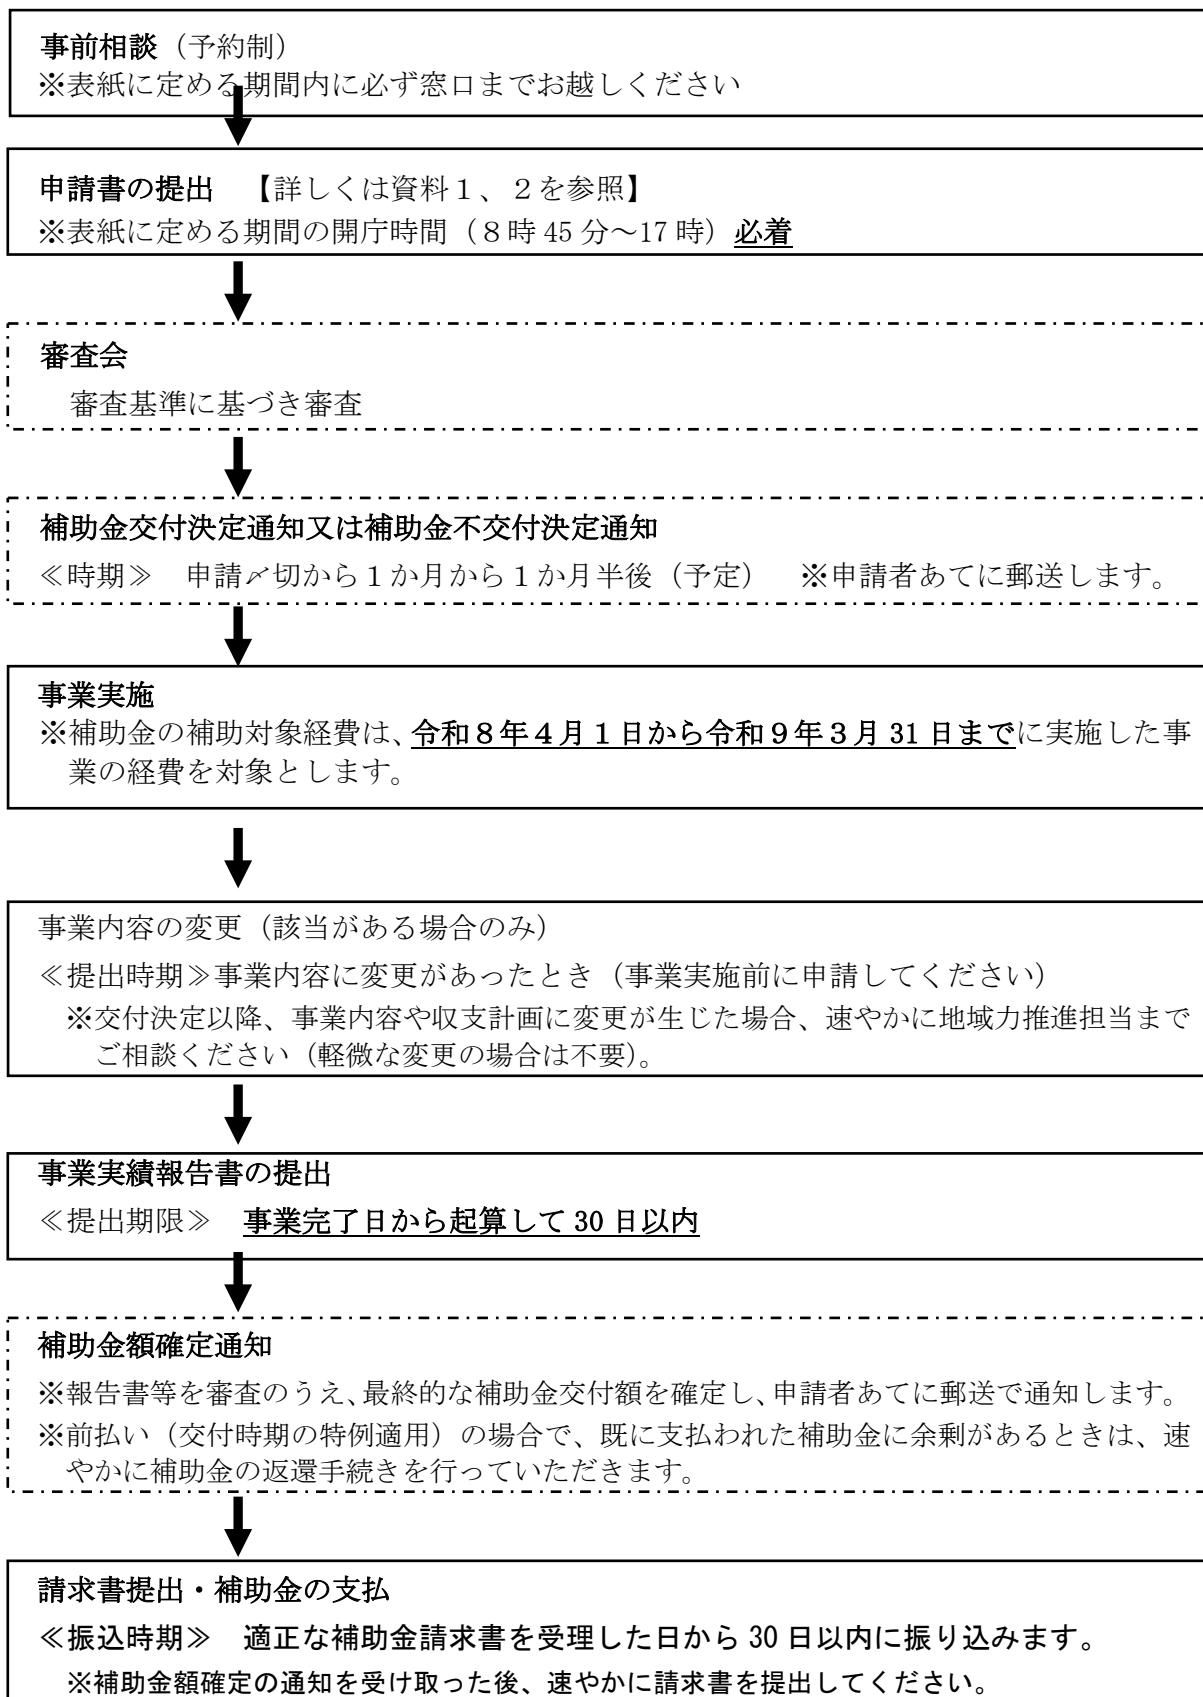 事前相談（予約制）
※表紙に定める期間内に必ず窓口までお越しください
申請書の提出　【詳しくは資料１、２を参照】
※表紙に定める期間の開庁時間（８時 45 分～17 時）必着
審査会
審査基準に基づき審査
補助金交付決定通知又は補助金不交付決定通知
≪時期≫　申請〆切から１か月から１か月半後（予定）　※申請者あてに郵送します。
事業実施
※補助金の補助対象経費は、令和８年４月１日から令和９年３月 31 日までに実施した事
業の経費を対象とします。
事業内容の変更（該当がある場合のみ）
≪提出時期≫事業内容に変更があったとき（事業実施前に申請してください）
※交付決定以降、事業内容や収支計画に変更が生じた場合、速やかに地域力推進担当まで
ご相談ください（軽微な変更の場合は不要）。
事業実績報告書の提出
≪提出期限≫　事業完了日から起算して 30 日以内
補助金額確定通知
※報告書等を審査のうえ、最終的な補助金交付額を確定し、申請者あてに郵送で通知します。
※前払い（交付時期の特例適用）の場合で、既に支払われた補助金に余剰があるときは、速
やかに補助金の返還手続きを行っていただきます。
請求書提出・補助金の支払
≪振込時期≫　適正な補助金請求書を受理した日から 30 日以内に振り込みます。
※補助金額確定の通知を受け取った後、速やかに請求書を提出してください。